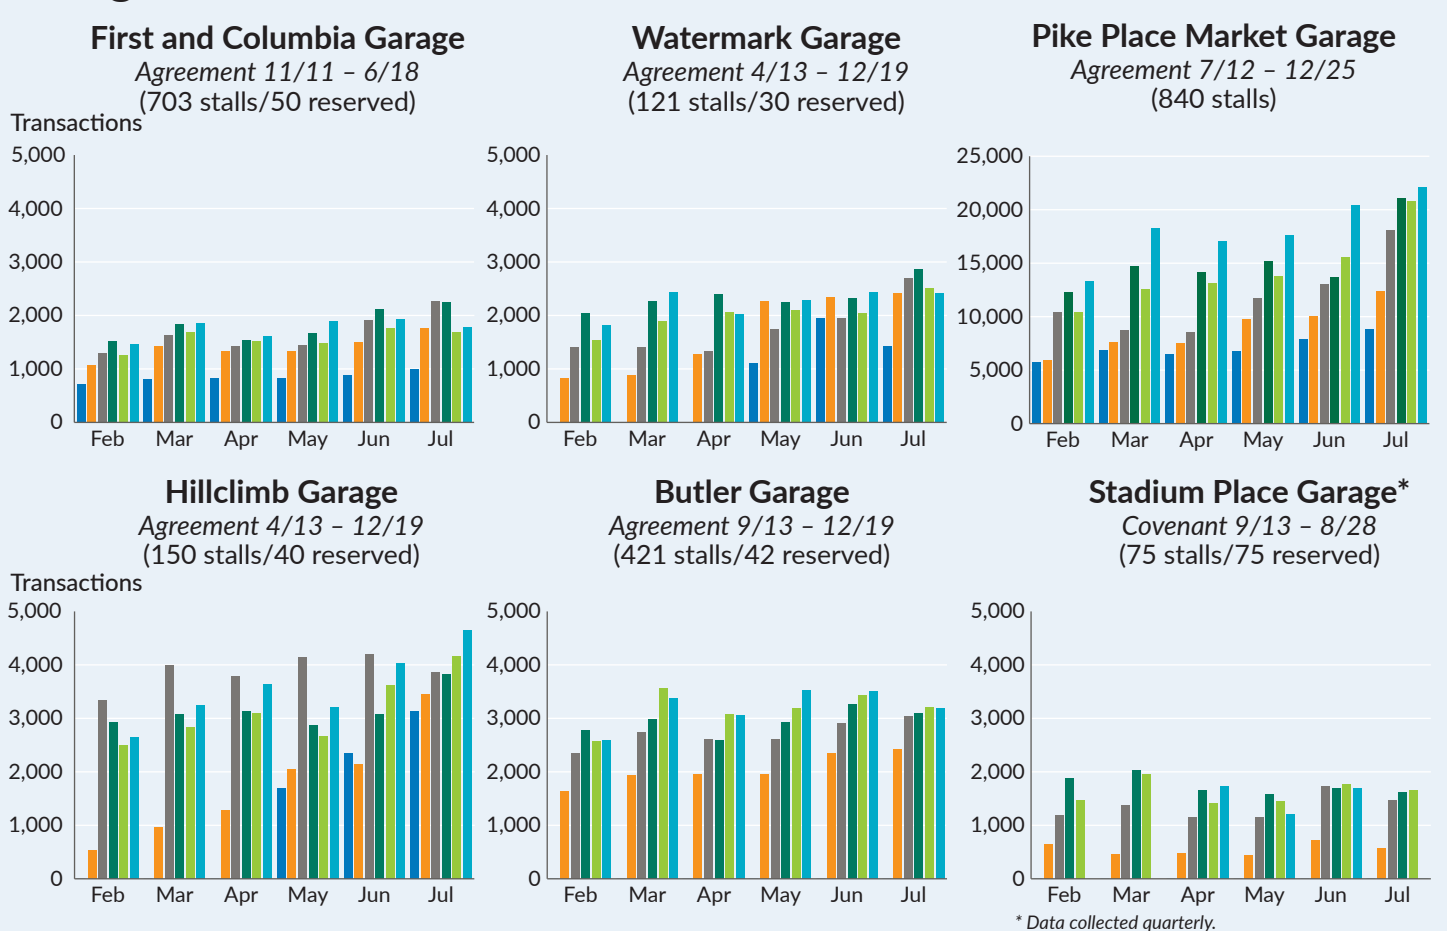 First and Columbia Garage
Agreement 11/11 – 6/18
(703 stalls/50 reserved)
Transactions
5,000
4,000
3,000
2,000
1,000
0
Feb Mar Apr May Jun Jul
Watermark Garage
Agreement 4/13 – 12/19
(121 stalls/30 reserved)
5,000
4,000
3,000
2,000
1,000
0
Feb Mar Apr May Jun Jul
Pike Place Market Garage
Agreement 7/12 – 12/25
(840 stalls)
25,000
20,000
15,000
10,000
5,000
0
Feb Mar Apr May Jun Jul
Hillclimb Garage
Agreement 4/13 – 12/19
(150 stalls/40 reserved)
Transactions
5,000
4,000
3,000
2,000
1,000
0
Feb Mar Apr May Jun Jul
Butler Garage
Agreement 9/13 – 12/19
(421 stalls/42 reserved)
5,000
4,000
3,000
2,000
1,000
0
Feb Mar Apr May Jun Jul
Stadium Place Garage*
Covenant 9/13 – 8/28
(75 stalls/75 reserved)
5,000
4,000
3,000
2,000
1,000
0
Feb Mar Apr May Jun Jul
* Data collected quarterly.